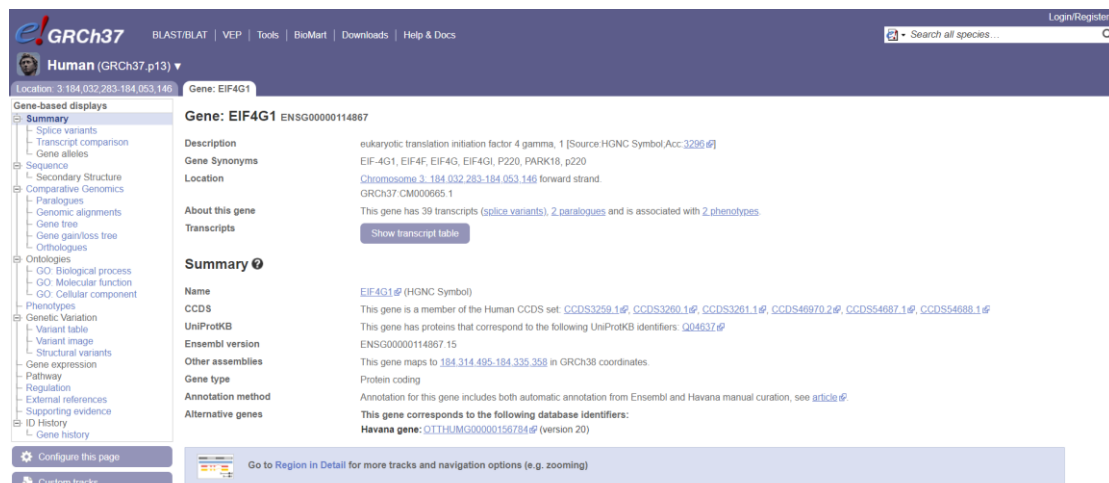 Login/Register
e! GRCh37 BLAST/BLAT | VEP | Tools | BioMart | Downloads | Help & Docs Search all species...
Human (GRCh37.p13) ▼
Location: 3:184,032,283-184,053,146 Gene: EIF4G1
Gene-based displays
Summary
Splice variants
Transcript comparison
Gene alleles
Sequence
Secondary Structure
Comparative Genomics
Paralogues
Genomic alignments
Gene tree
Gene gain/loss tree
Orthologues
Ontologies
GO: Biological process
GO: Molecular function
GO: Cellular component
Phenotypes
Genetic Variation
Variant table
Variant image
Structural variants
Gene expression
Pathway
Regulation
External references
Supporting evidence
ID History
Gene history
Configure this page
Custom tracks
Gene: EIF4G1 ENSG00000114867
Description eukaryotic translation initiation factor 4 gamma, 1 [Source:HGNC Symbol;Acc:3296]
Gene Synonyms EIF-4G1, EIF4F, EIF4G, EIF4GI, P220, PARK18, p220
Location Chromosome 3: 184,032,283-184,053,146 forward strand.
GRCh37:CM000665.1
About this gene This gene has 39 transcripts (splice variants), 2 paralogues and is associated with 2 phenotypes.
Transcripts Show transcript table
Summary ?
Name EIF4G1 (HGNC Symbol)
CCDS This gene is a member of the Human CCDS set: CCDS3259.1, CCDS3260.1, CCDS3261.1, CCDS46970.2, CCDS54687.1, CCDS54688.1
UniProtKB This gene has proteins that correspond to the following UniProtKB identifiers: Q04637
Ensembl version ENSG00000114867.15
Other assemblies This gene maps to 184,314,495-184,335,358 in GRCh38 coordinates.
Gene type Protein coding
Annotation method Annotation for this gene includes both automatic annotation from Ensembl and Havana manual curation, see article.
Alternative genes This gene corresponds to the following database identifiers:
Havana gene: OTTHUMG00000156784 (version 20)
Go to Region in Detail for more tracks and navigation options (e.g. zooming)